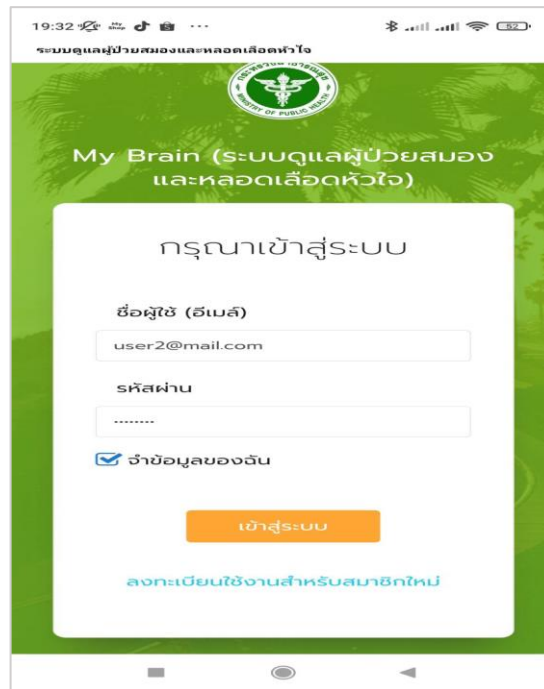 19:32
52
ระบบดูแลผู้ป่วยสมองและหลอดเลือดหัวใจ
MINISTRY OF PUBLIC HEALTH
My Brain (ระบบดูแลผู้ป่วยสมอง
และหลอดเลือดหัวใจ)
กรุณาเข้าสู่ระบบ
ชื่อผู้ใช้ (อีเมล์)
user2@mail.com
รหัสผ่าน
........
จำข้อมูลของฉัน
เข้าสู่ระบบ
ลงทะเบียนใช้งานสำหรับสมาชิกใหม่